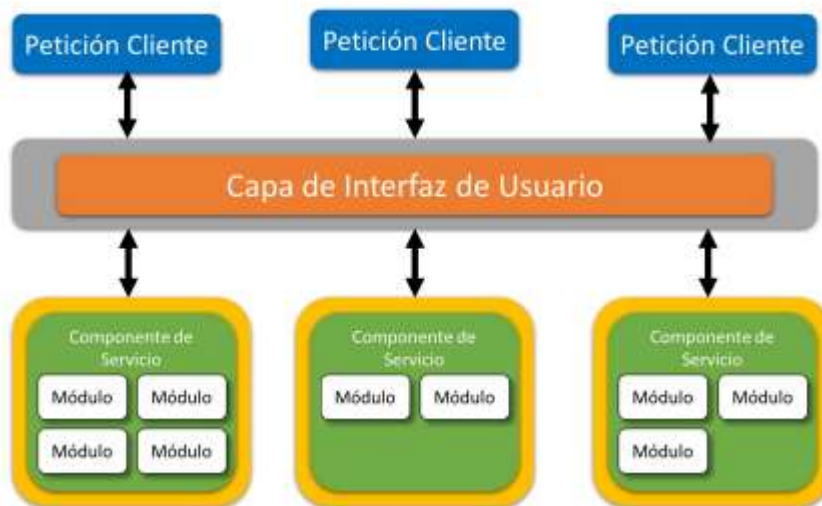 Petición Cliente
Petición Cliente
Petición Cliente
Capa de Interfaz de Usuario
Componente de
Servicio
Módulo
Módulo
Módulo
Módulo
Componente de
Servicio
Módulo
Módulo
Componente de
Servicio
Módulo
Módulo
Módulo